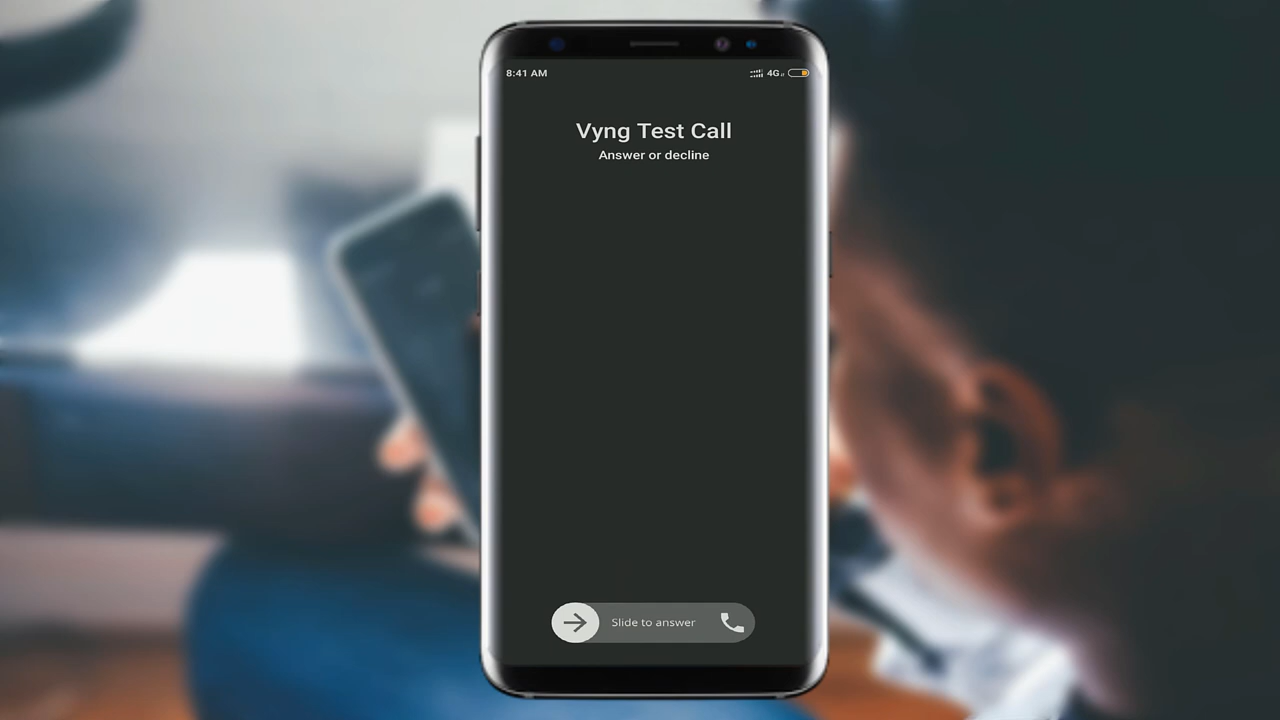 8:41 AM
4G
Vyng Test Call
Answer or decline
Slide to answer